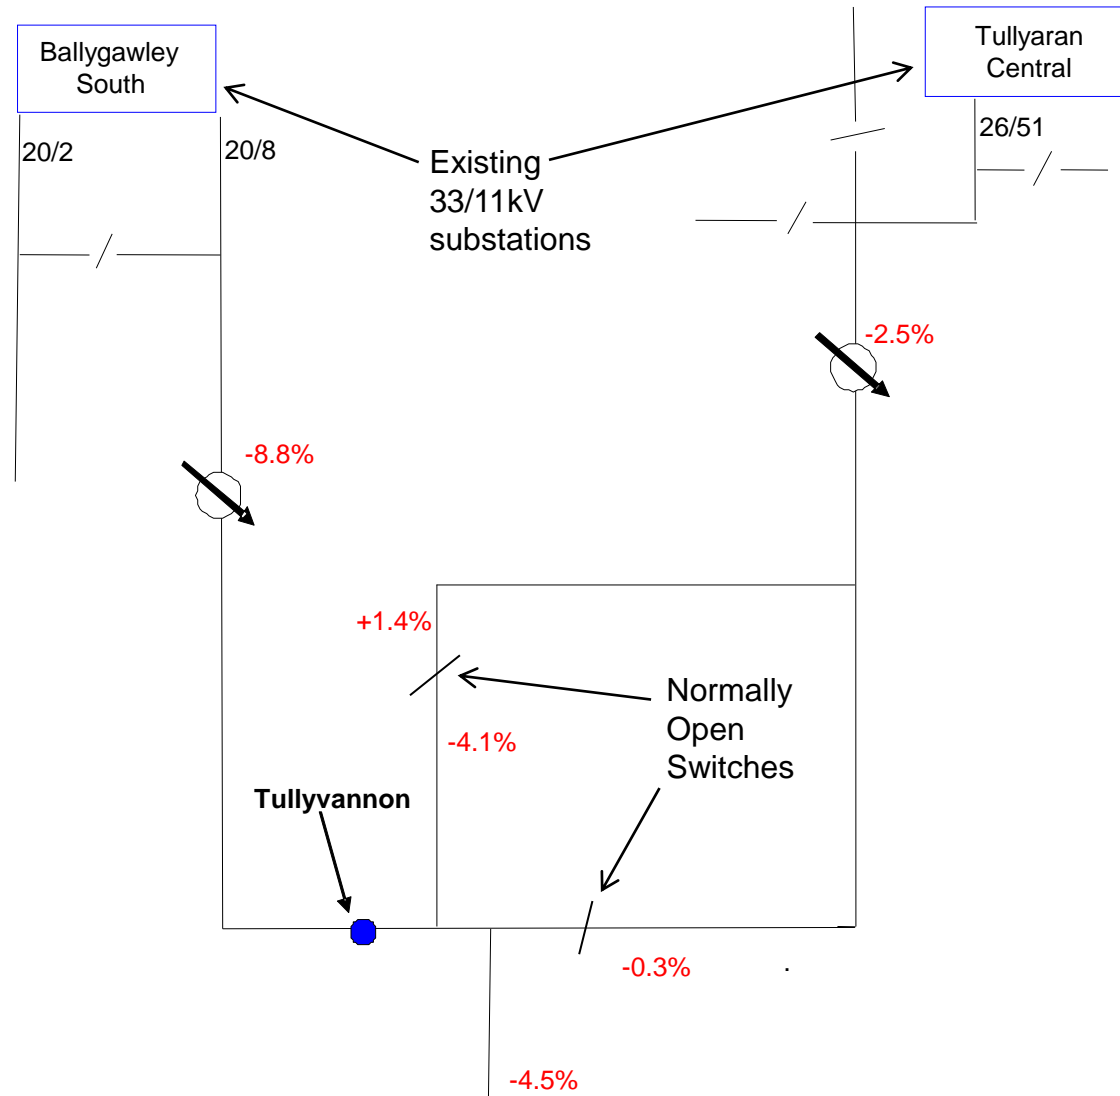 Ballygawley
South
Tullyaran
Central
20/2
20/8
26/51
Existing
33/11kV
substations
-2.5%
-8.8%
+1.4%
Normally
Open
Switches
-4.1%
Tullyvannon
-0.3%
.
-4.5%